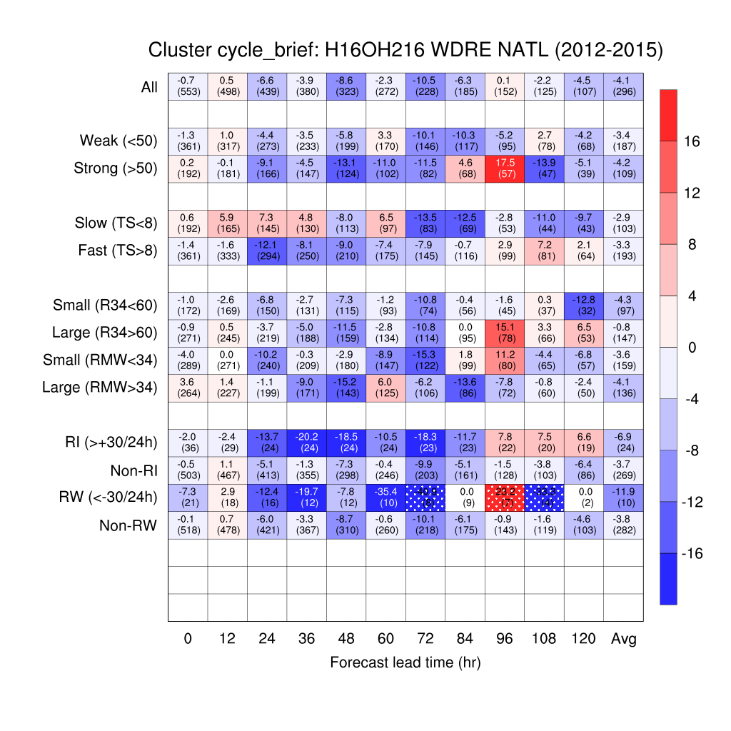 Cluster cycle_brief: H16OH216 WDRE NATL (2012-2015)
All -0.7 0.5 -6.6 -3.9 -8.6 -2.3 -10.5 -6.3 0.1 -2.2 -4.5 -4.1
(553) (498) (439) (380) (323) (272) (228) (185) (152) (125) (107) (296)
Weak (<50) -1.3 1.0 -4.4 -3.5 -5.8 3.3 -10.1 -10.3 -5.2 2.7 -4.2 -3.4
(361) (317) (273) (233) (199) (170) (146) (117) (95) (78) (68) (187)
Strong (>50) 0.2 -0.1 -9.1 -4.5 -13.1 -11.0 -11.5 4.6 17.5 -13.9 -5.1 -4.2
(192) (181) (166) (147) (124) (102) (82) (68) (57) (47) (39) (109)
Slow (TS<8) 0.6 5.9 7.3 4.8 -8.0 6.5 -13.5 -12.5 -2.8 -11.0 -9.7 -2.9
(192) (165) (145) (130) (113) (97) (83) (69) (53) (44) (43) (103)
Fast (TS>8) -1.4 -1.6 -12.1 -8.1 -9.0 -7.4 -7.9 -0.7 2.9 7.2 2.1 -3.3
(361) (333) (294) (250) (210) (175) (145) (116) (99) (81) (64) (193)
Small (R34<60) -1.0 -2.6 -6.8 -2.7 -7.3 -1.2 -10.8 -0.4 -1.6 0.3 -12.8 -4.3
(172) (169) (150) (131) (115) (93) (74) (56) (45) (37) (32) (97)
Large (R34>60) -0.9 0.5 -3.7 -5.0 -11.5 -2.8 -10.8 0.0 15.1 3.3 6.5 -0.8
(271) (245) (219) (188) (159) (134) (114) (95) (78) (66) (53) (147)
Small (RMW<34) -4.0 0.0 -10.2 -0.3 -2.9 -8.9 -15.3 1.8 11.2 -4.4 -6.8 -3.6
(289) (271) (240) (209) (180) (147) (122) (99) (80) (65) (57) (159)
Large (RMW>34) 3.6 1.4 -1.1 -9.0 -15.2 6.0 -6.2 -13.6 -7.8 -0.8 -2.4 -4.1
(264) (227) (199) (171) (143) (125) (106) (86) (72) (60) (50) (136)
RI (>+30/24h) -2.0 -2.4 -13.7 -20.2 -18.5 -10.5 -18.3 -11.7 7.8 7.5 6.6 -6.9
(36) (29) (24) (24) (24) (24) (23) (23) (22) (20) (19) (24)
Non-RI -0.5 1.1 -5.1 -1.3 -7.3 -0.4 -9.9 -5.1 -1.5 -3.8 -6.4 -3.7
(503) (467) (413) (355) (298) (246) (203) (161) (128) (103) (86) (269)
RW (<-30/24h) -7.3 2.9 -12.4 -19.7 -7.8 -35.4 0.0 0.0 -11.9
(21) (18) (16) (12) (12) (10) (9) (2) (10)
Non-RW -0.1 0.7 -6.0 -3.3 -8.7 -0.6 -10.1 -6.1 -0.9 -1.6 -4.6 -3.8
(518) (478) (421) (367) (310) (260) (218) (175) (143) (119) (103) (282)
0 12 24 36 48 60 72 84 96 108 120 Avg
Forecast lead time (hr)
16
12
8
4
0
-4
-8
-12
-16